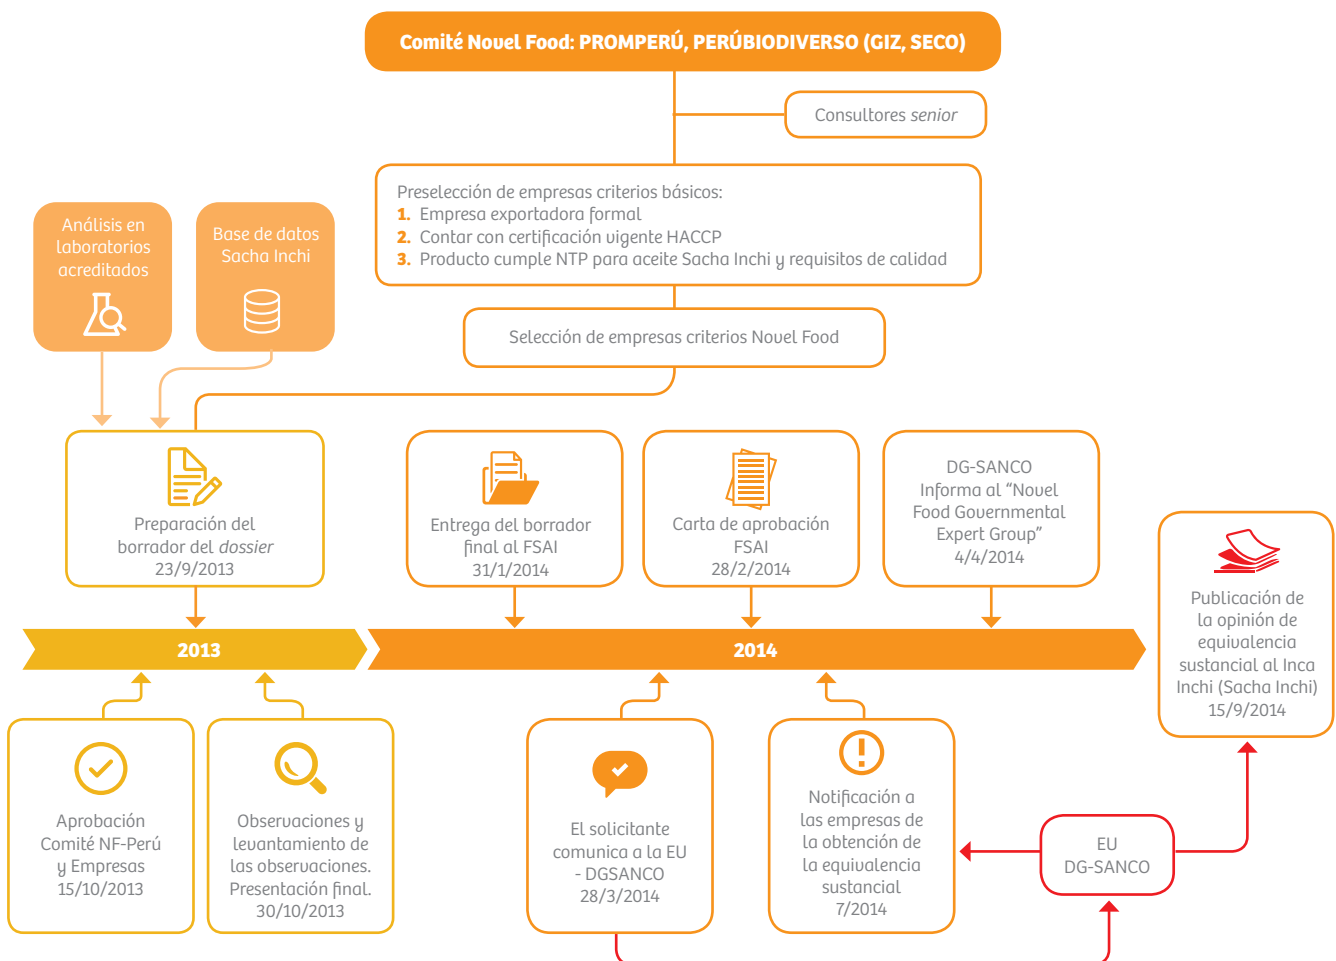 Comité Novel Food: PROMPERÚ, PERÚBIODIVERSO (GIZ, SECO)
Consultores senior
Preselección de empresas criterios básicos:
1. Empresa exportadora formal
2. Contar con certificación vigente HACCP
3. Producto cumple NTP para aceite Sacha Inchi y requisitos de calidad
Análisis en
laboratorios
acreditados
Base de datos
Sacha Inchi
Selección de empresas criterios Novel Food
Preparación del
borrador del dossier
23/9/2013
Entrega del borrador
final al FSAI
31/1/2014
Carta de aprobación
FSAI
28/2/2014
DG-SANCO
Informa al “Novel
Food Governmental
Expert Group”
4/4/2014
Publicación de
la opinión de
equivalencia
sustancial al Inca
Inchi (Sacha Inchi)
15/9/2014
2013
2014
Aprobación
Comité NF-Perú
y Empresas
15/10/2013
Observaciones y
levantamiento de
las observaciones.
Presentación final.
30/10/2013
El solicitante
comunica a la EU
- DGSANCO
28/3/2014
Notificación a
las empresas de
la obtención de
la equivalencia
sustancial
7/2014
EU
DG-SANCO